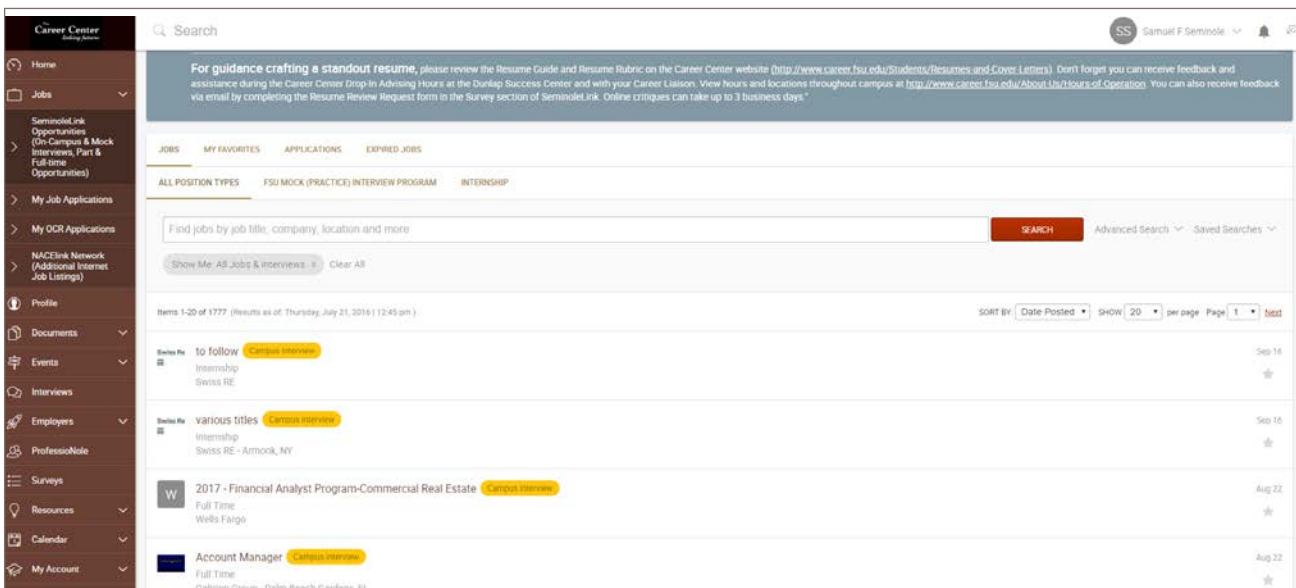 The
Career Center
linking futures
Search
SS
Samuel F Seminole
Home
Jobs
SeminoleLink
Opportunities
(On-Campus & Mock
Interviews, Part &
Full-time
Opportunities)
My Job Applications
My OCR Applications
NACElink Network
(Additional Internet
Job Listings)
Profile
Documents
Events
Interviews
Employers
ProfessioNole
Surveys
Resources
Calendar
My Account
For guidance crafting a standout resume, please review the Resume Guide and Resume Rubric on the Career Center website (http://www.career.fsu.edu/Students/Resumes-and-Cover-Letters). Don't forget you can receive feedback and
assistance during the Career Center Drop-In Advising Hours at the Dunlap Success Center and with your Career Liaison. View hours and locations throughout campus at http://www.career.fsu.edu/About-Us/Hours-of-Operation. You can also receive feedback
via email by completing the Resume Review Request form in the Survey section of SeminoleLink. Online critiques can take up to 3 business days."
JOBS MY FAVORITES APPLICATIONS EXPIRED JOBS
ALL POSITION TYPES FSU MOCK (PRACTICE) INTERVIEW PROGRAM INTERNSHIP
Find jobs by job title, company, location and more SEARCH Advanced Search Saved Searches
Show Me: All Jobs & Interviews x Clear All
Items 1-20 of 1777 (Results as of: Thursday, July 21, 2016 | 12:45 pm ) SORT BY Date Posted SHOW 20 per page Page 1 Next
Swiss Re to follow Campus interview Sep 16
Internship
Swiss RE
Swiss Re various titles Campus interview Sep 16
Internship
Swiss RE - Armonk, NY
W 2017 - Financial Analyst Program-Commercial Real Estate Campus interview Aug 22
Full Time
Wells Fargo
Account Manager Campus interview Aug 22
Full Time
Group - Palm Beach Gardens, FL